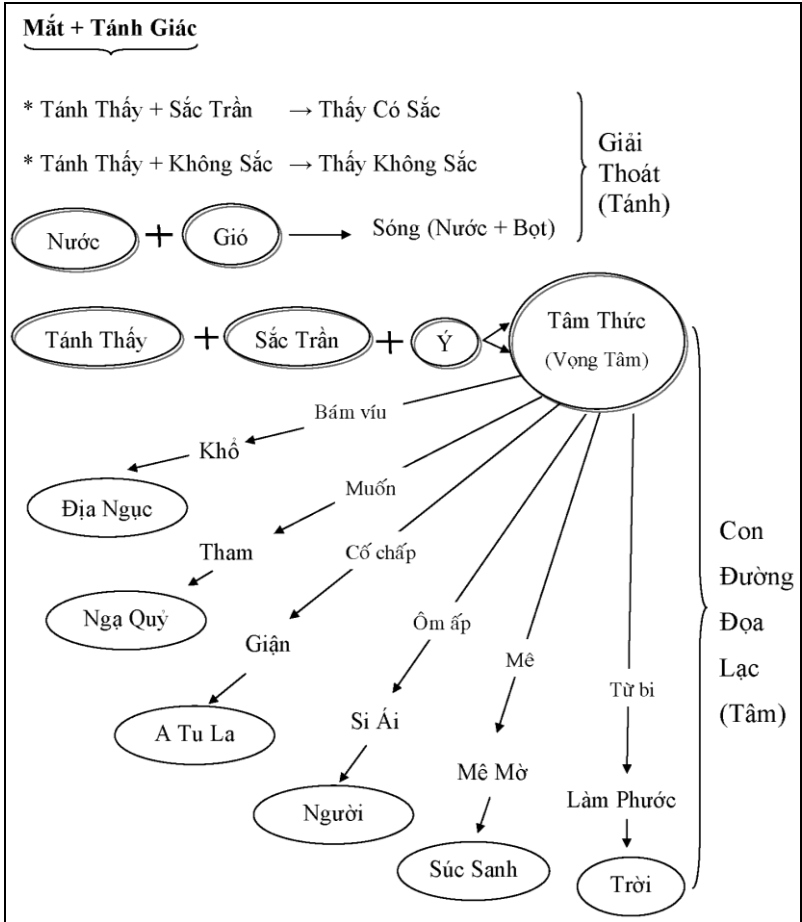 Mắt + Tánh Giác
* Tánh Thấy + Sắc Trần → Thấy Có Sắc
* Tánh Thấy + Không Sắc → Thấy Không Sắc
Giải
Thoát
(Tánh)
Nước + Gió → Sóng (Nước + Bọt)
Tánh Thấy + Sắc Trần + Ý
Tâm Thức
(Vọng Tâm)
Bám víu
Khổ
Địa Ngục
Muốn
Tham
Ngạ Quỷ
Cố chấp
Giận
A Tu La
Ôm ấp
Si Ái
Người
Mê
Mê Mờ
Súc Sanh
Từ bi
Làm Phước
Trời
Con
Đường
Đọa
Lạc
(Tâm)